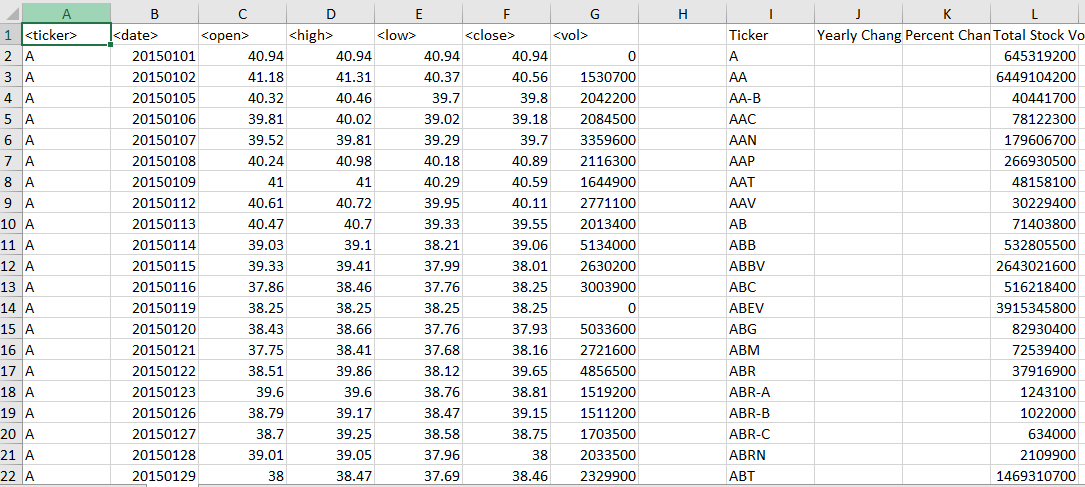 A B C D E F G H I J K L
1 <ticker> <date> <open> <high> <low> <close> <vol> Ticker Yearly Chang Percent Chan Total Stock Vo
2 A 20150101 40.94 40.94 40.94 40.94 0 A 645319200
3 A 20150102 41.18 41.31 40.37 40.56 1530700 AA 6449104200
4 A 20150105 40.32 40.46 39.7 39.8 2042200 AA-B 40441700
5 A 20150106 39.81 40.02 39.02 39.18 2084500 AAC 78122300
6 A 20150107 39.52 39.81 39.29 39.7 3359600 AAN 179606700
7 A 20150108 40.24 40.98 40.18 40.89 2116300 AAP 266930500
8 A 20150109 41 41 40.29 40.59 1644900 AAT 48158100
9 A 20150112 40.61 40.72 39.95 40.11 2771100 AAV 30229400
10 A 20150113 40.47 40.7 39.33 39.55 2013400 AB 71403800
11 A 20150114 39.03 39.1 38.21 39.06 5134000 ABB 532805500
12 A 20150115 39.33 39.41 37.99 38.01 2630200 ABBV 2643021600
13 A 20150116 37.86 38.46 37.76 38.25 3003900 ABC 516218400
14 A 20150119 38.25 38.25 38.25 38.25 0 ABEV 3915345800
15 A 20150120 38.43 38.66 37.76 37.93 5033600 ABG 82930400
16 A 20150121 37.75 38.41 37.68 38.16 2721600 ABM 72539400
17 A 20150122 38.51 39.86 38.12 39.65 4856500 ABR 37916900
18 A 20150123 39.6 39.6 38.76 38.81 1519200 ABR-A 1243100
19 A 20150126 38.79 39.17 38.47 39.15 1511200 ABR-B 1022000
20 A 20150127 38.7 39.25 38.58 38.75 1703500 ABR-C 634000
21 A 20150128 39.01 39.05 37.96 38 2033500 ABRN 2109900
22 A 20150129 38 38.47 37.69 38.46 2329900 ABT 1469310700